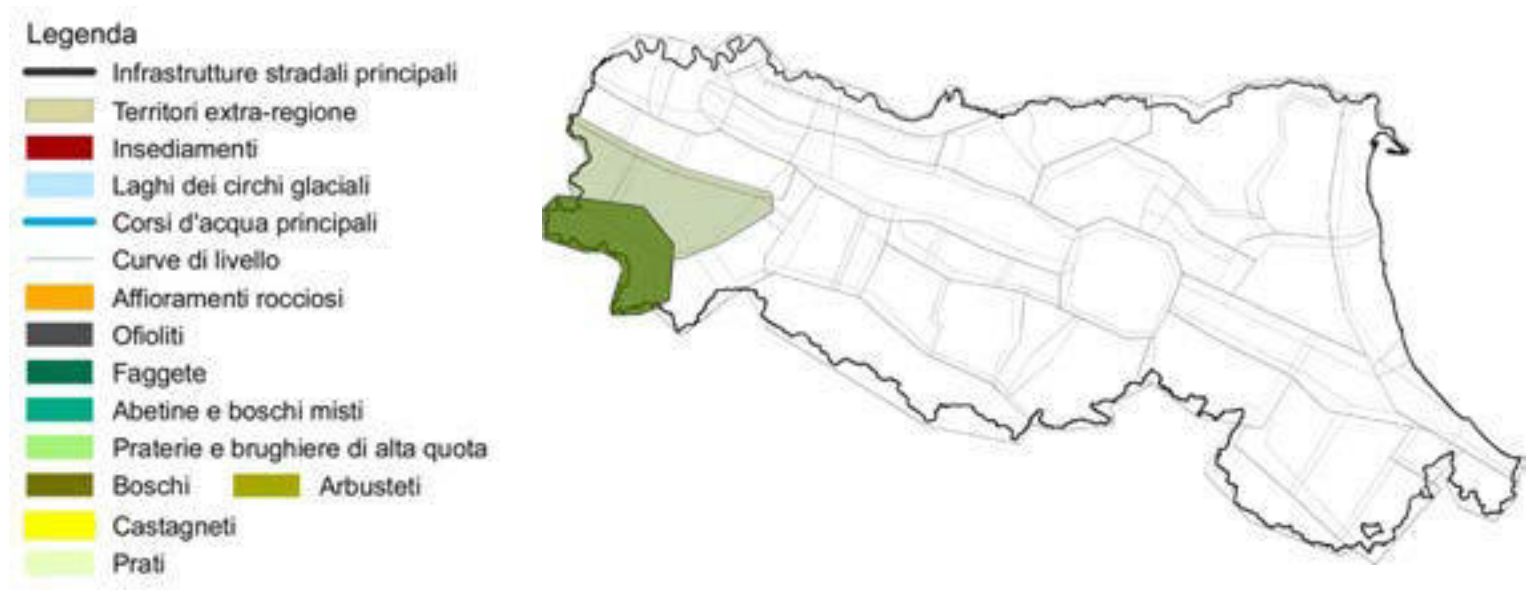 Legenda
Infrastrutture stradali principali
Territori extra-regione
Insediamenti
Laghi dei circhi glaciali
Corsi d'acqua principali
Curve di livello
Affioramenti rocciosi
Ofioliti
Faggete
Abetine e boschi misti
Praterie e brughiere di alta quota
Boschi Arbusteti
Castagneti
Prati